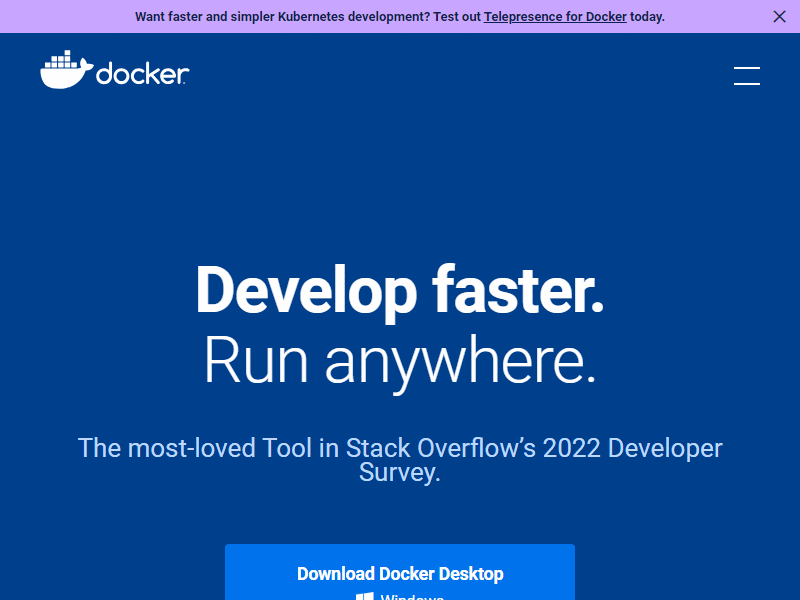 Want faster and simpler Kubernetes development? Test out Telepresence for Docker today.
docker
Develop faster.
Run anywhere.
The most-loved Tool in Stack Overflow’s 2022 Developer
Survey.
Download Docker Desktop
Windows